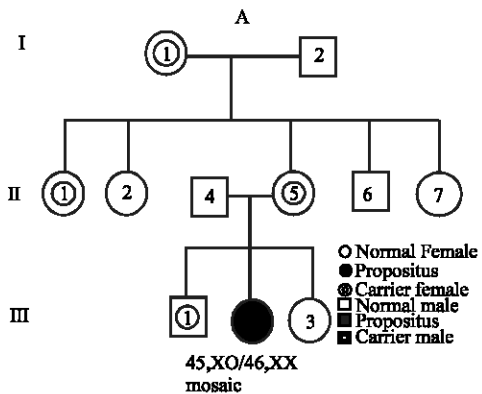 A
I
1 2
II
1 2 4 5 6 7
Normal Female
Propositus
Carrier female
Normal male
Propositus
Carrier male
III
1 3
45,XO/46,XX
mosaic